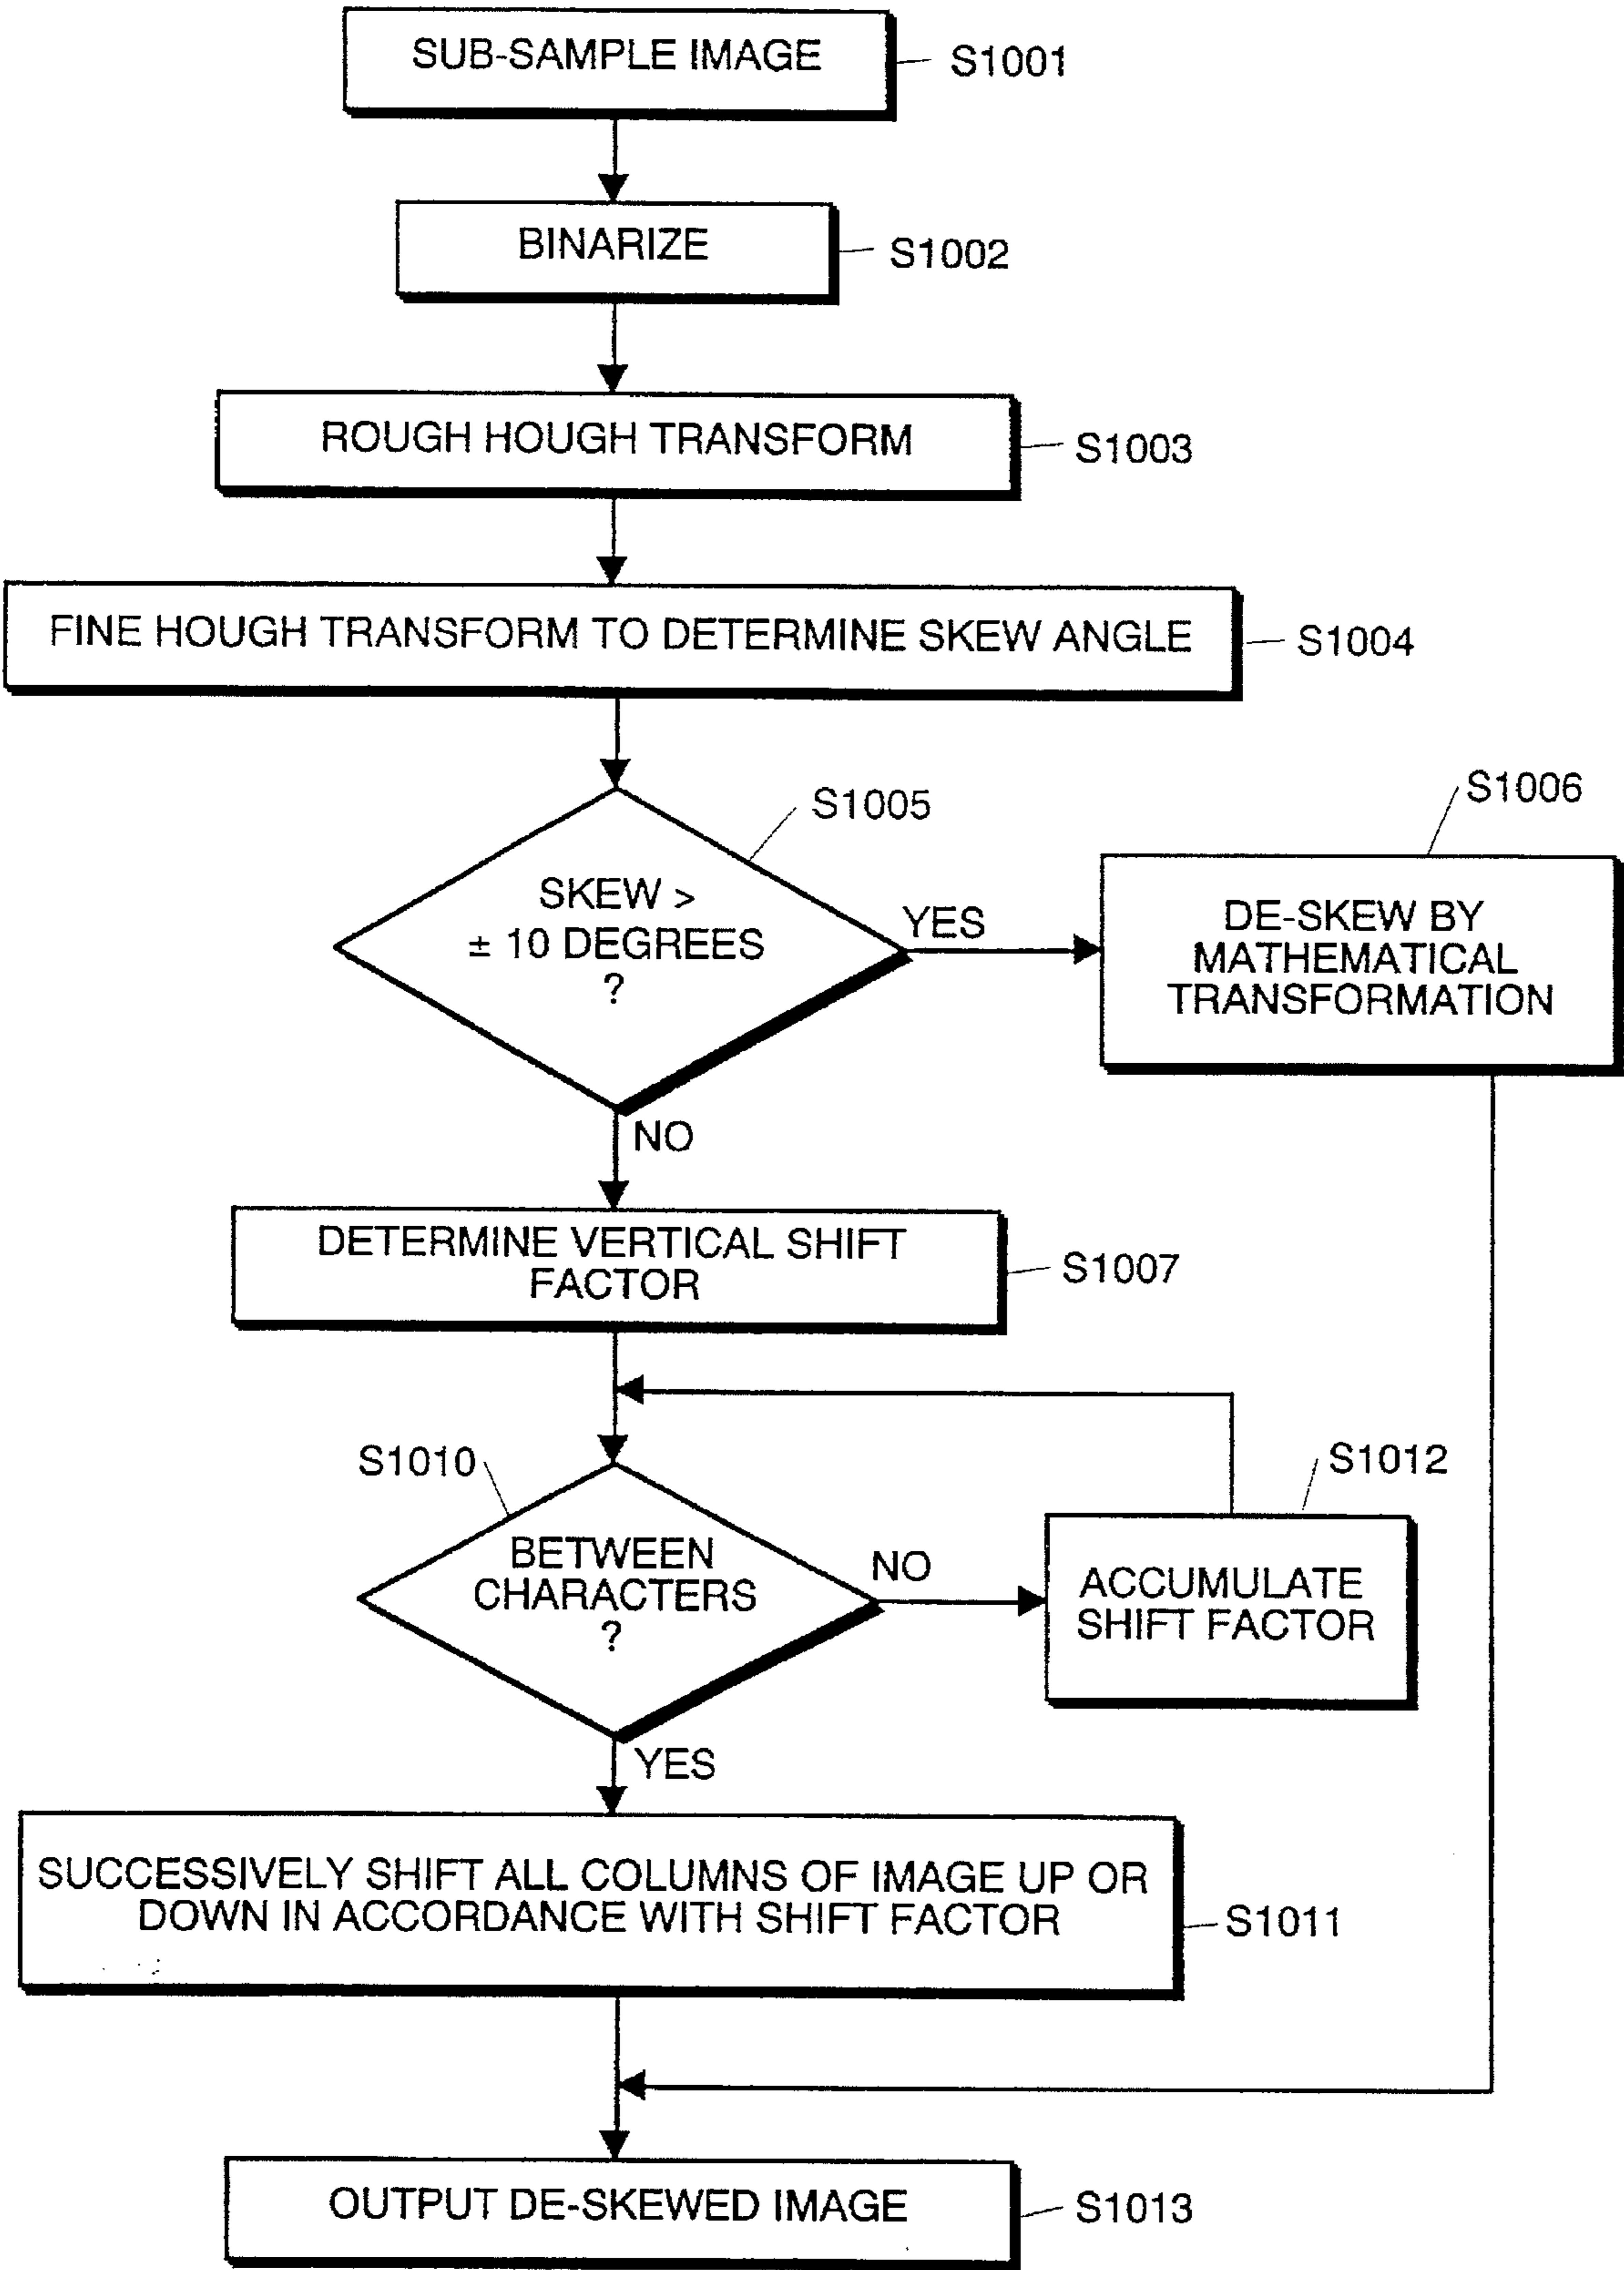 SUB-SAMPLE IMAGE
S1001
BINARIZE
S1002
ROUGH HOUGH TRANSFORM
S1003
FINE HOUGH TRANSFORM TO DETERMINE SKEW ANGLE
S1004
S1005
SKEW >
± 10 DEGREES
?
YES
S1006
DE-SKEW BY
MATHEMATICAL
TRANSFORMATION
NO
DETERMINE VERTICAL SHIFT
FACTOR
S1007
S1010
BETWEEN
CHARACTERS
?
NO
S1012
ACCUMULATE
SHIFT FACTOR
YES
SUCCESSIVELY SHIFT ALL COLUMNS OF IMAGE UP OR
DOWN IN ACCORDANCE WITH SHIFT FACTOR
S1011
OUTPUT DE-SKEWED IMAGE
S1013